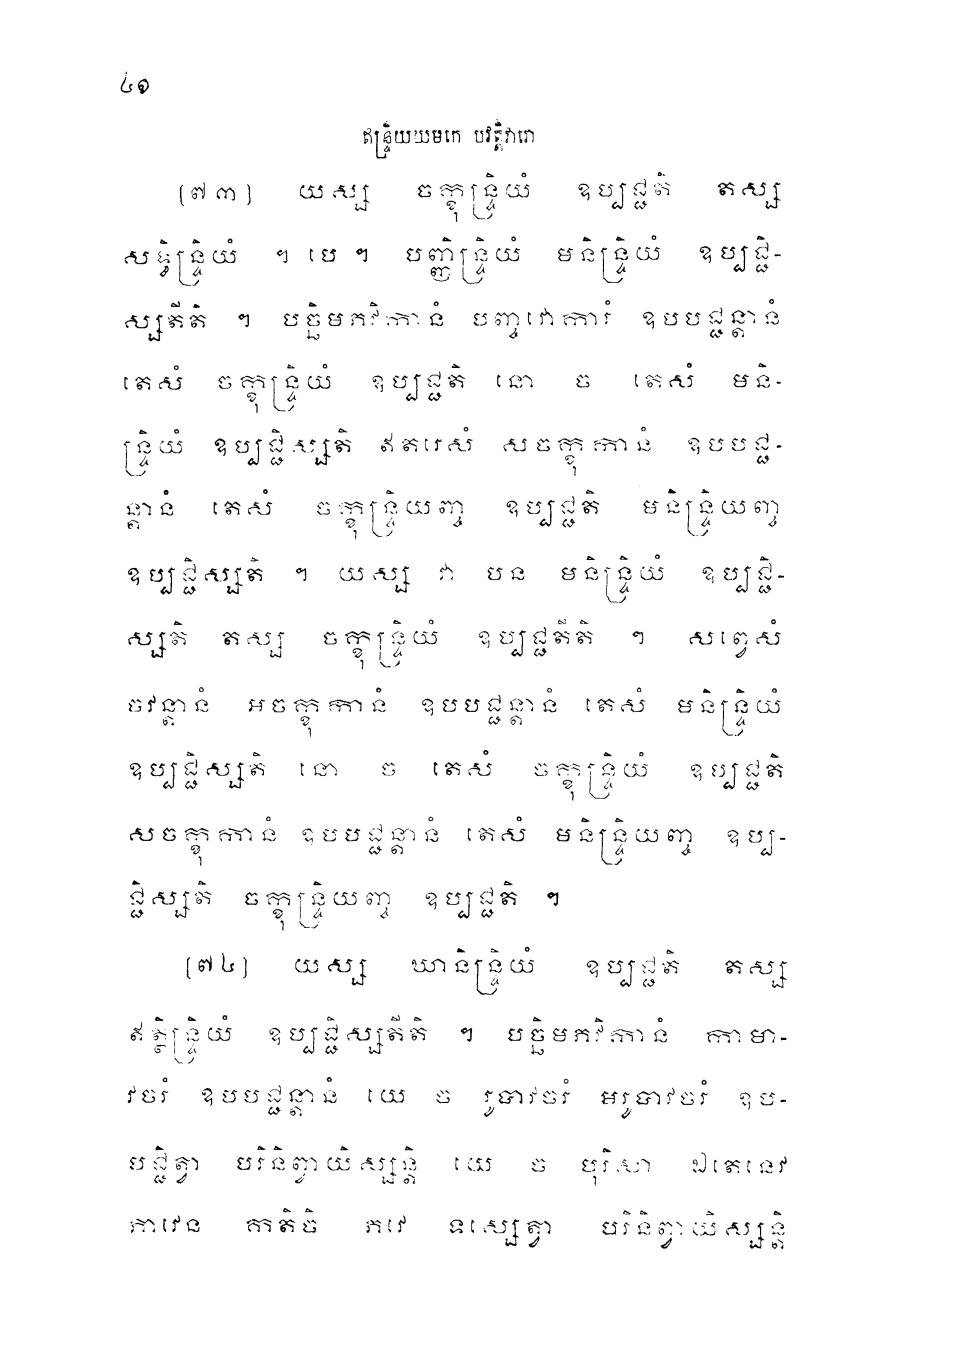 ៤១
ឥន្ទ្រិយយមកេ បវត្តិវារោ
(៧៣) យស្ស ចក្ខុន្ទ្រិយំ ឧប្បជ្ជតិ តស្ស
សទ្ធិន្ទ្រិយំ ។ បេ ។ បញ្ញិន្ទ្រិយំ មនិន្ទ្រិយំ ឧប្បជ្ជិ-
ស្សតីតិ ។ បច្ឆិមភវិកានំ បញ្ចវោការំ ឧបបជ្ជន្តានំ
តេសំ ចក្ខុន្ទ្រិយំ ឧប្បជ្ជតិ នោ ច តេសំ មនិ-
ន្ទ្រិយំ ឧប្បជ្ជិស្សតិ ឥតរេសំ សចក្ខុកានំ ឧបបជ្ជ-
ន្តានំ តេសំ ចក្ខុន្ទ្រិយញ្ច ឧប្បជ្ជតិ មនិន្ទ្រិយញ្ច
ឧប្បជ្ជិស្សតិ ។ យស្ស វា បន មនិន្ទ្រិយំ ឧប្បជ្ជិ-
ស្សតិ តស្ស ចក្ខុន្ទ្រិយំ ឧប្បជ្ជតីតិ ។ សព្វេសំ
ចវន្តានំ អចក្ខុកានំ ឧបបជ្ជន្តានំ តេសំ មនិន្ទ្រិយំ
ឧប្បជ្ជិស្សតិ នោ ច តេសំ ចក្ខុន្ទ្រិយំ ឧប្បជ្ជតិ
សចក្ខុកានំ ឧបបជ្ជន្តានំ តេសំ មនិន្ទ្រិយញ្ច ឧប្ប-
ជ្ជិស្សតិ ចក្ខុន្ទ្រិយញ្ច ឧប្បជ្ជតិ ។
(៧៤) យស្ស ឃានិន្ទ្រិយំ ឧប្បជ្ជតិ តស្ស
ឥត្ថិន្ទ្រិយំ ឧប្បជ្ជិស្សតីតិ ។ បច្ឆិមភវិកានំ កាមា-
វចរំ ឧបបជ្ជន្តានំ យេ ច រូបាវចរំ អរូបាវចរំ ឧប-
បជ្ជិត្វា បរិនិព្វាយិស្សន្តិ យេ ច បុរិសា ឯតេនេវ
ភាវេន កតិចិ ភវេ ទស្សេត្វា បរិនិព្វាយិស្សន្តិ